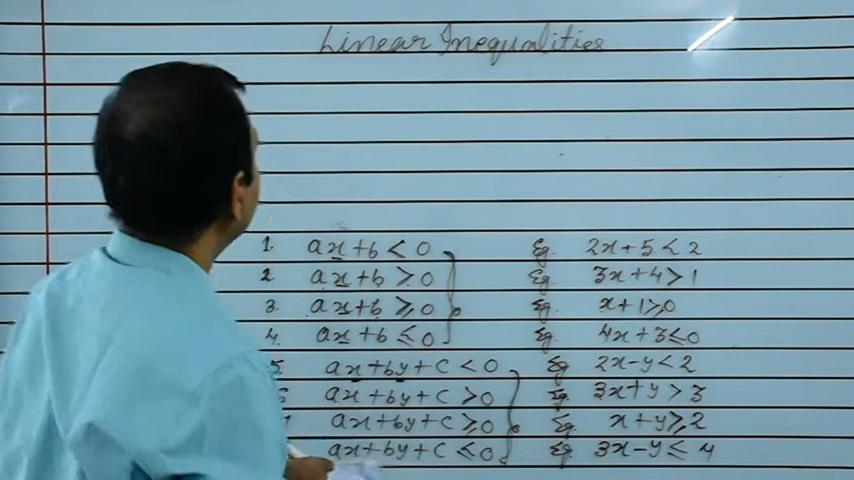 Linear Inequalities
1. ax+b < 0 Eg. 2x+5 < 2
2 ax+b > 0 Eg. 3x+4 > 1
3. ax+b ≥ 0 Eg. x+1 ≥ 0
4. ax+b ≤ 0 Eg. 4x+3 ≤ 0
5 ax+by+c < 0 Eg. 2x-y < 2
6 ax+by+c > 0 Eg. 3x+y > 3
ax+by+c ≥ 0 Eg. x+y ≥ 2
ax+by+c ≤ 0 Eg. 3x-y ≤ 4